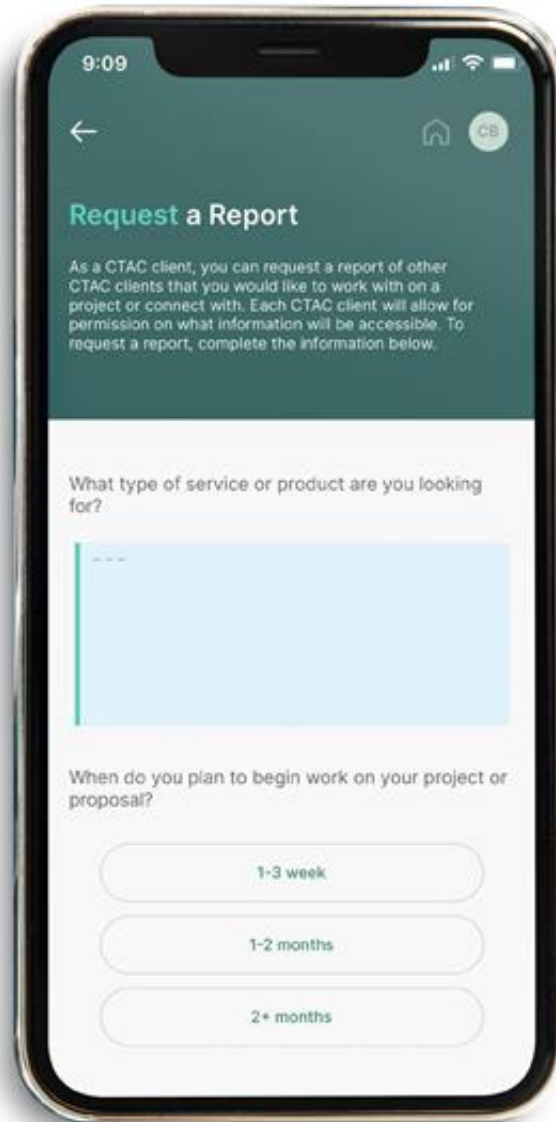 9:09
CB
Request a Report
As a CTAC client, you can request a report of other
CTAC clients that you would like to work with on a
project or connect with. Each CTAC client will allow for
permission on what information will be accessible. To
request a report, complete the information below.
What type of service or product are you looking
for?
---
When do you plan to begin work on your project or
proposal?
1-3 week
1-2 months
2+ months